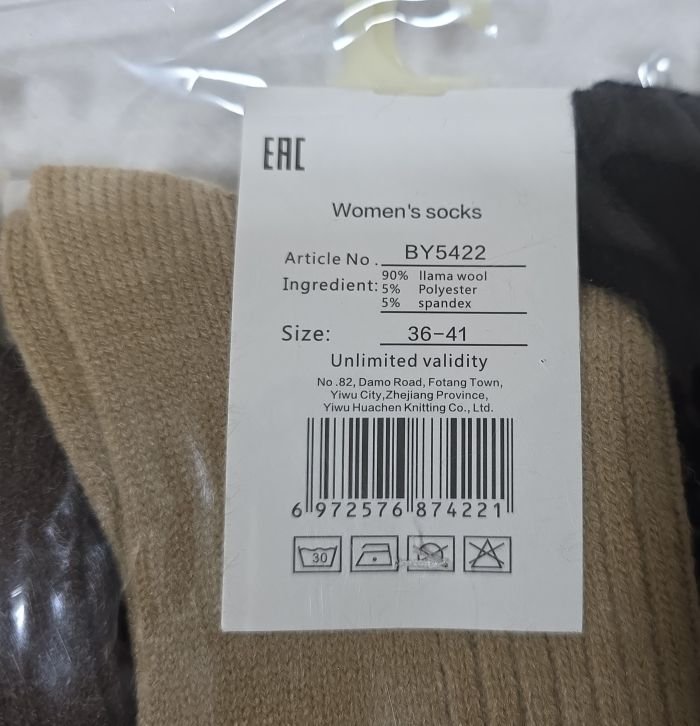 EAC
Women's socks
Article No. BY5422
Ingredient: 90% llama wool
5% Polyester
5% spandex
Size: 36-41
Unlimited validity
No.82, Damo Road, Fotang Town,
Yiwu City,Zhejiang Province,
Yiwu Huachen Knitting Co., Ltd.
6 972576 874221
30